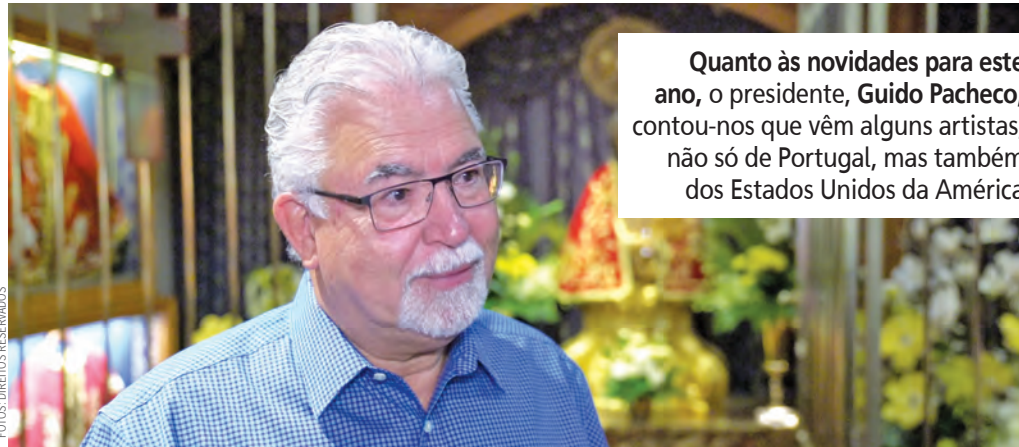 Quanto às novidades para este
ano, o presidente, Guido Pacheco,
contou-nos que vêm alguns artistas,
não só de Portugal, mas também
dos Estados Unidos da América
FOTOS: DIREITOS RESERVADOS